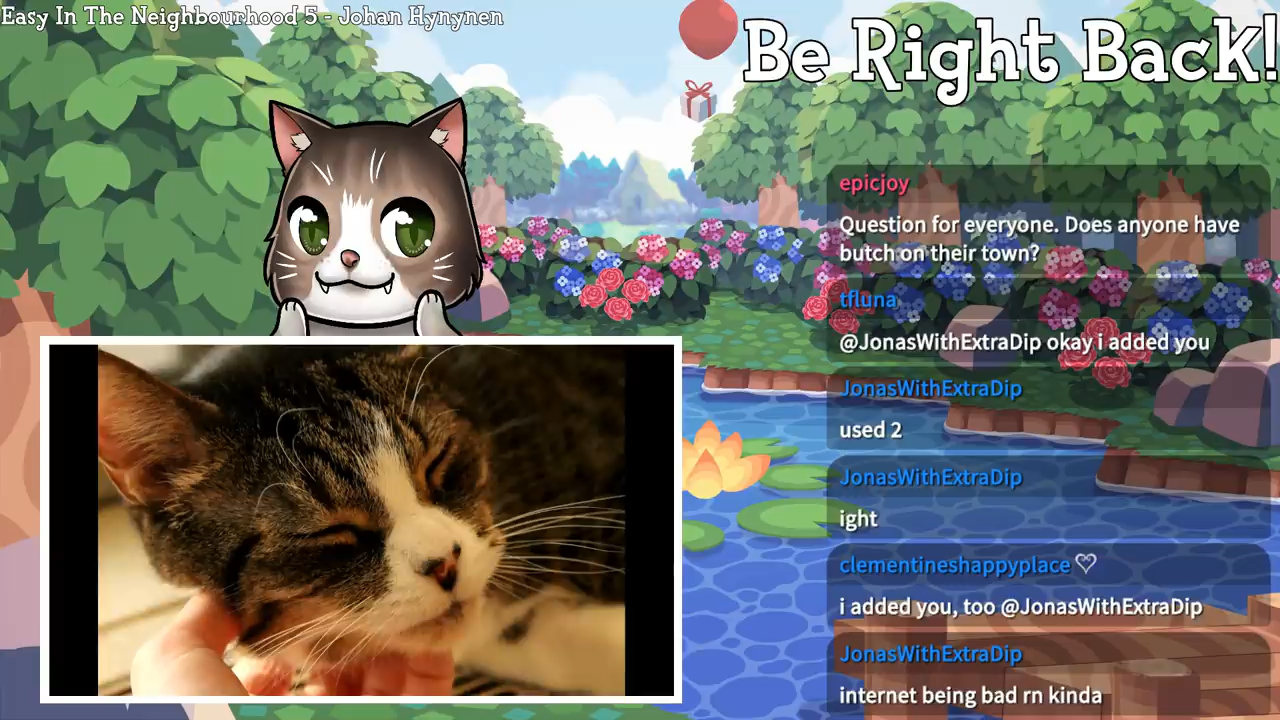 Easy In The Neighbourhood 5 - Johan Hynynen
Be Right Back!
epicjoy
Question for everyone. Does anyone have
butch on their town?
tfluna
@JonasWithExtraDip okay i added you
JonasWithExtraDip
used 2
JonasWithExtraDip
ight
clementineshappyplace
i added you, too @JonasWithExtraDip
JonasWithExtraDip
internet being bad rn kinda